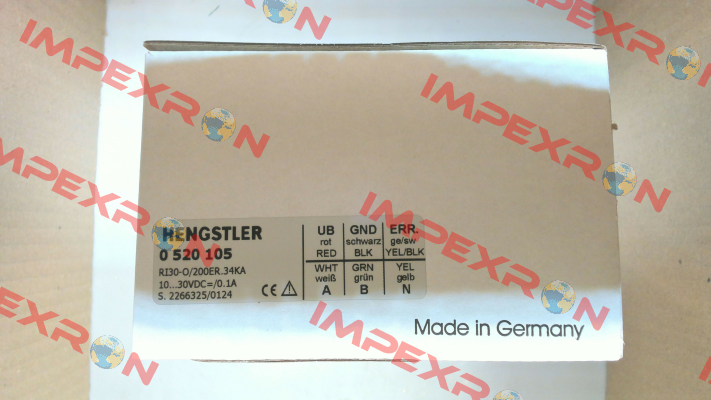 HENGSTLER
0 520 105
RI30-O/200ER.34KA
10...30VDC=/0.1A
S. 2266325/0124
CE
UB GND ERR.
rot schwarz ge/sw
RED BLK YEL/BLK
WHT GRN YEL
weiß grün gelb
A B N
Made in Germany
IMPEXRON
IMPEXRON
IMPEXRON
IMPEXRON
IMPEXRON
IMPEXRON
IMPEXRON
IMPEXRON
IMPEXRON